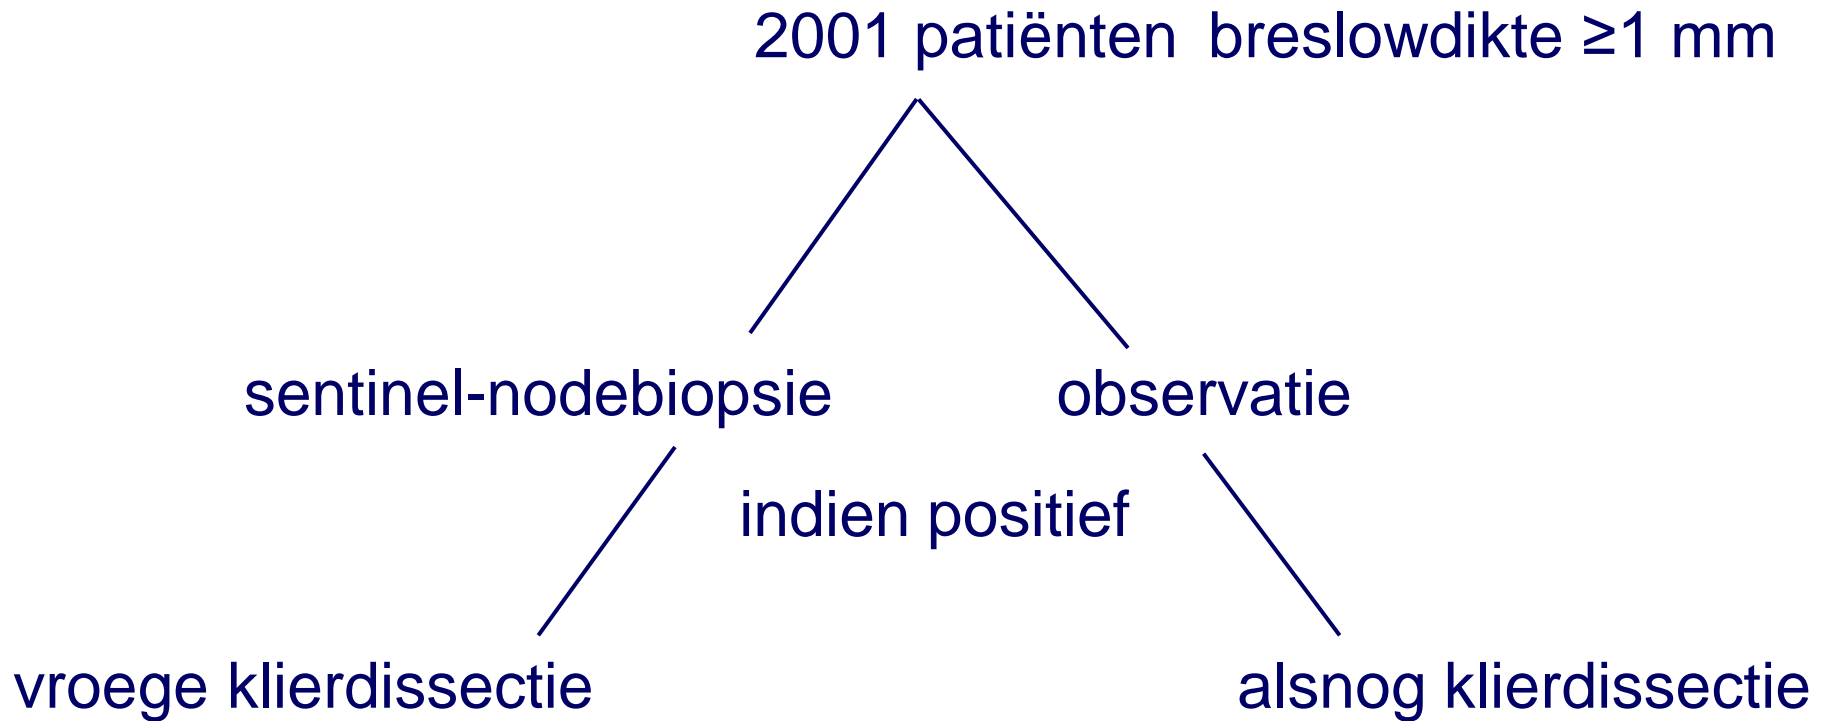 2001 patiënten breslowdikte ≥1 mm
sentinel-nodebiopsie
observatie
indien positief
vroege klierdissectie
alsnog klierdissectie